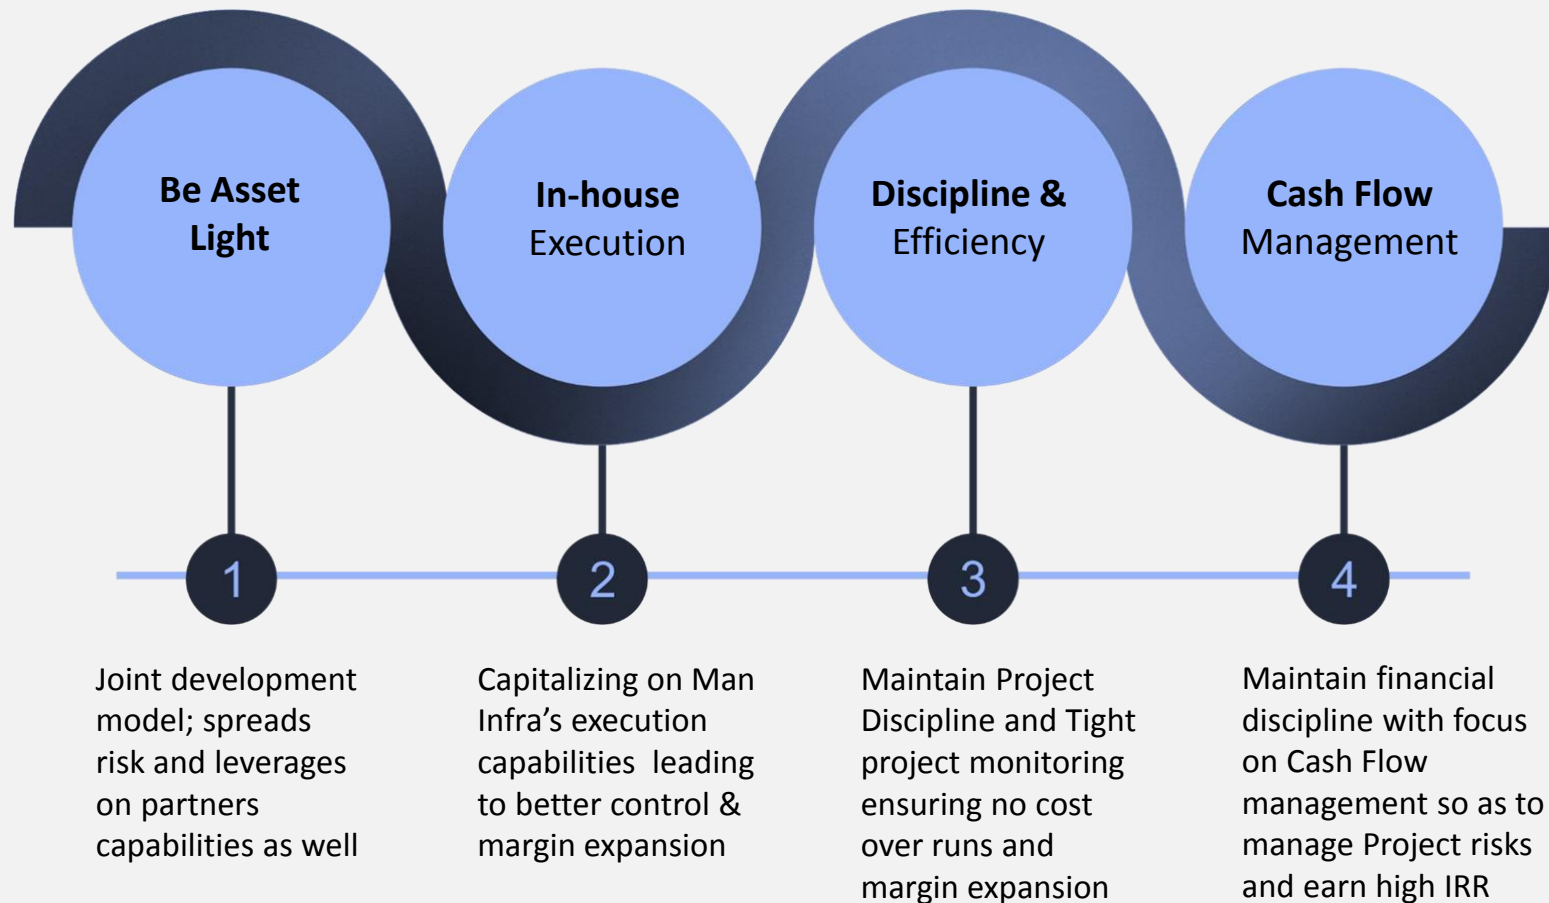 Be Asset
Light
In-house
Execution
Discipline &
Efficiency
Cash Flow
Management
1
2
3
4
Joint development
model; spreads
risk and leverages
on partners
capabilities as well
Capitalizing on Man
Infra’s execution
capabilities  leading
to better control &
margin expansion
Maintain Project
Discipline and Tight
project monitoring
ensuring no cost
over runs and
margin expansion
Maintain financial
discipline with focus
on Cash Flow
management so as to
manage Project risks
and earn high IRR